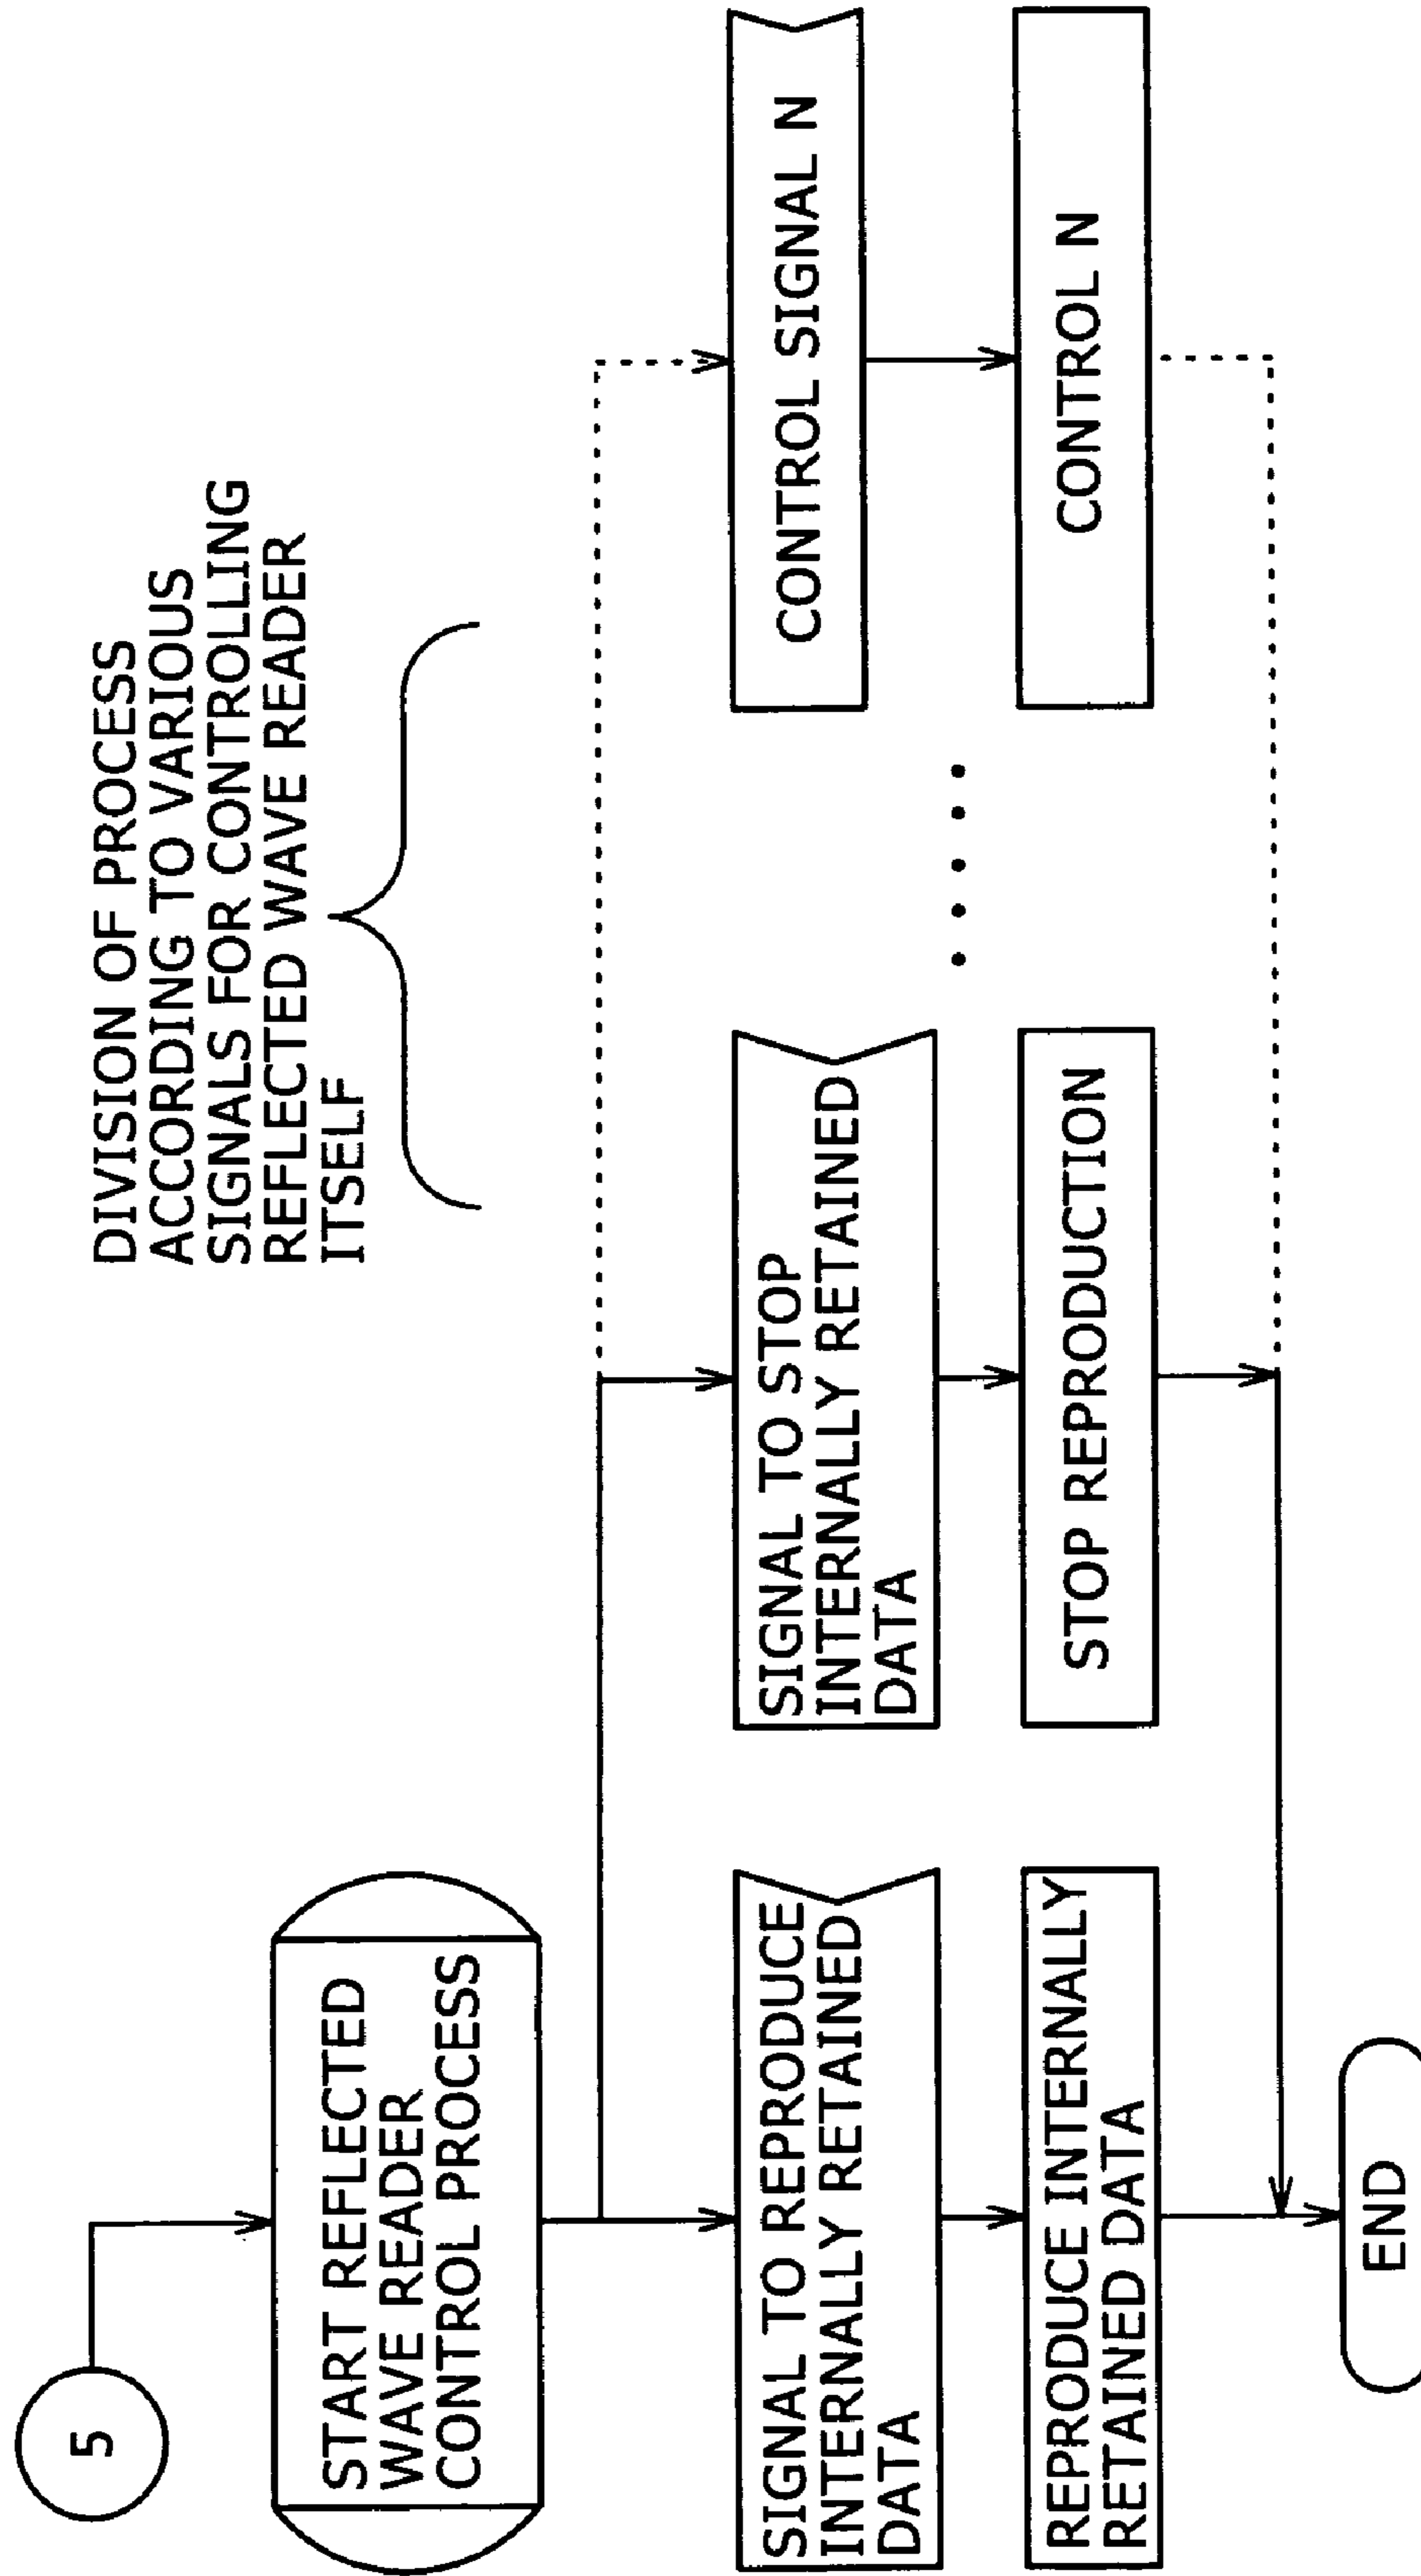 5
START REFLECTED
WAVE READER
CONTROL PROCESS
DIVISION OF PROCESS
ACCORDING TO VARIOUS
SIGNALS FOR CONTROLLING
REFLECTED WAVE READER
ITSELF
SIGNAL TO REPRODUCE
INTERNALLY RETAINED
DATA
SIGNAL TO STOP
INTERNALLY RETAINED
DATA
CONTROL SIGNAL N
REPRODUCE INTERNALLY
RETAINED DATA
STOP REPRODUCTION
CONTROL N
END